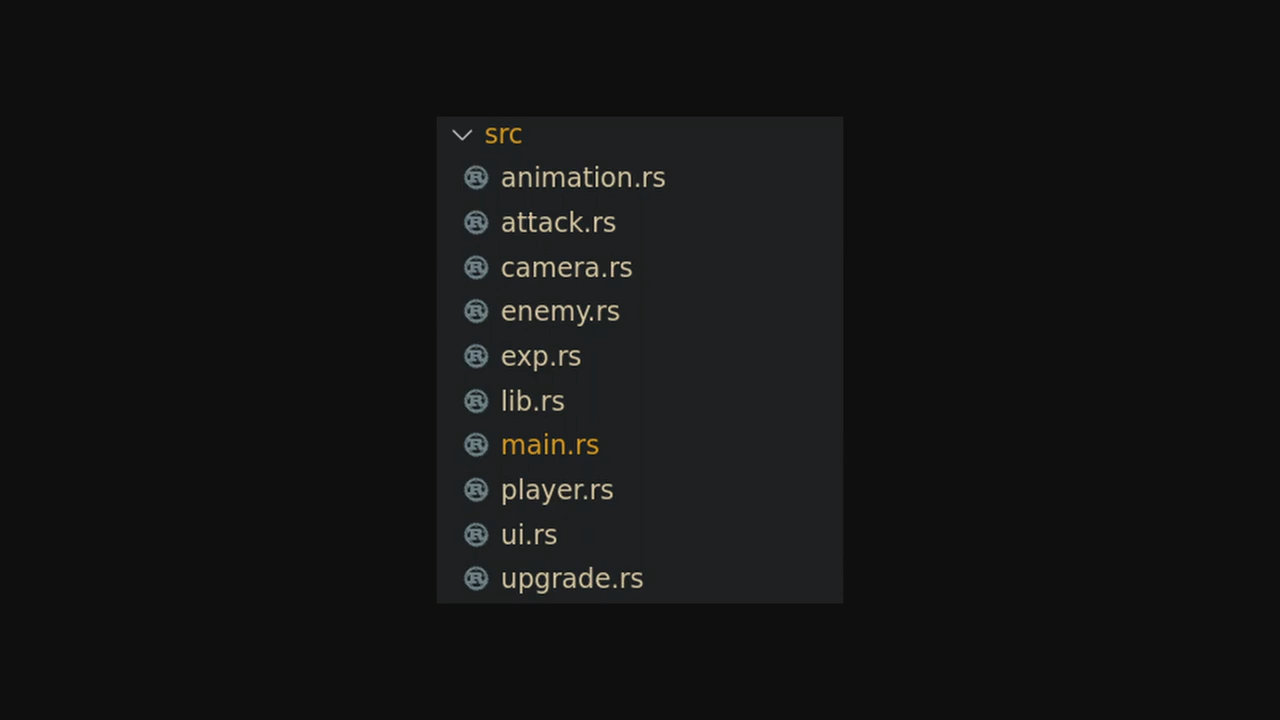 src
animation.rs
attack.rs
camera.rs
enemy.rs
exp.rs
lib.rs
main.rs
player.rs
ui.rs
upgrade.rs